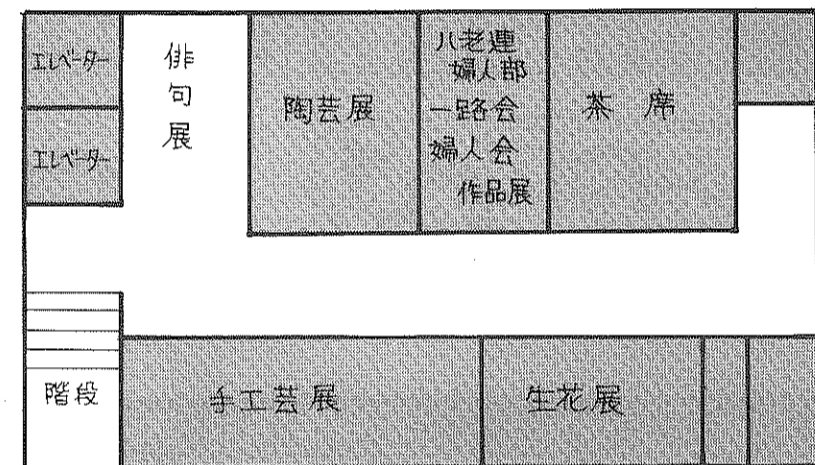 エレベーター
エレベーター
俳句展
陶芸展
八老連
婦人部
一路会
婦人会
作品展
茶席
階段
手工芸展
生花展